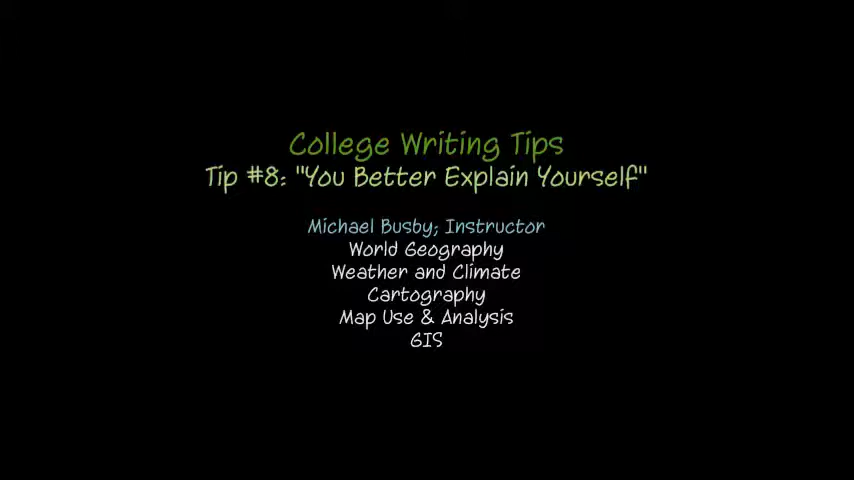 College Writing Tips
Tip #8: "You Better Explain Yourself"
Michael Busby; Instructor
World Geography
Weather and Climate
Cartography
Map Use & Analysis
GIS